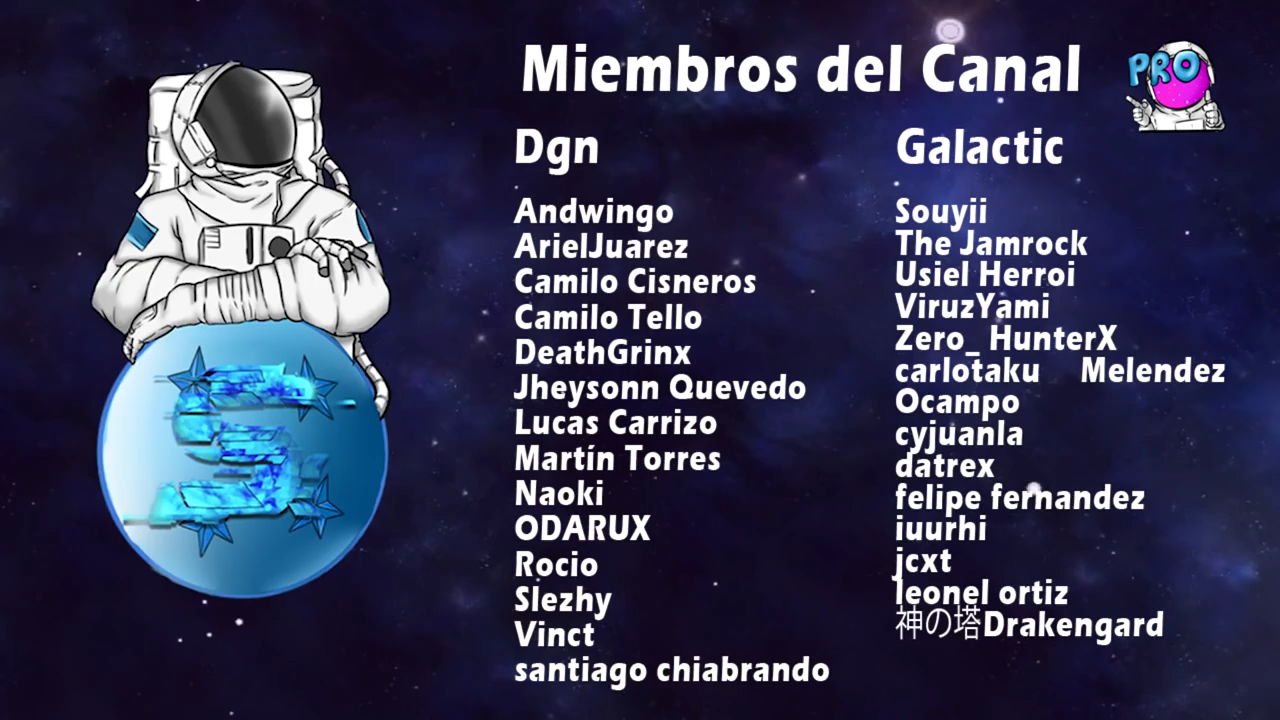 Miembros del Canal
PRO
Dgn
Andwingo
ArielJuarez
Camilo Cisneros
Camilo Tello
DeathGrinx
Jheysonn Quevedo
Lucas Carrizo
Martín Torres
Naoki
ODARUX
Rocio
Slezhy
Vinct
santiago chiabrando
Galactic
Souyii
The Jamrock
Usiel Herroi
ViruzYami
Zero_ HunterX
carlotaku Melendez
Ocampo
cyjuanla
datrex
felipe fernandez
iuurhi
jcxt
leonel ortiz
神の塔Drakengard
S